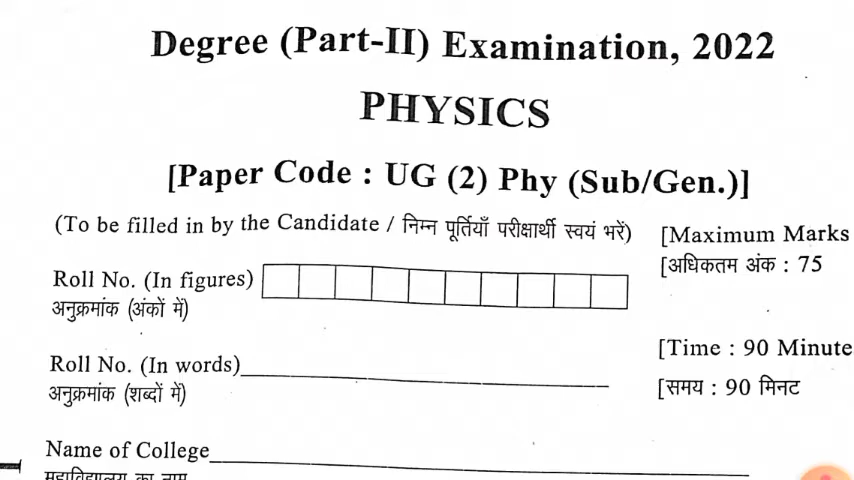 Degree (Part-II) Examination, 2022
PHYSICS
[Paper Code : UG (2) Phy (Sub/Gen.)]
(To be filled in by the Candidate / निम्न पूर्तियाँ परीक्षार्थी स्वयं भरें)
[Maximum Marks
[अधिकतम अंक : 75
Roll No. (In figures)
अनुक्रमांक (अंकों में)
[Time : 90 Minute
Roll No. (In words)
[समय : 90 मिनट
अनुक्रमांक (शब्दों में)
Name of College
महाविद्यालय का नाम